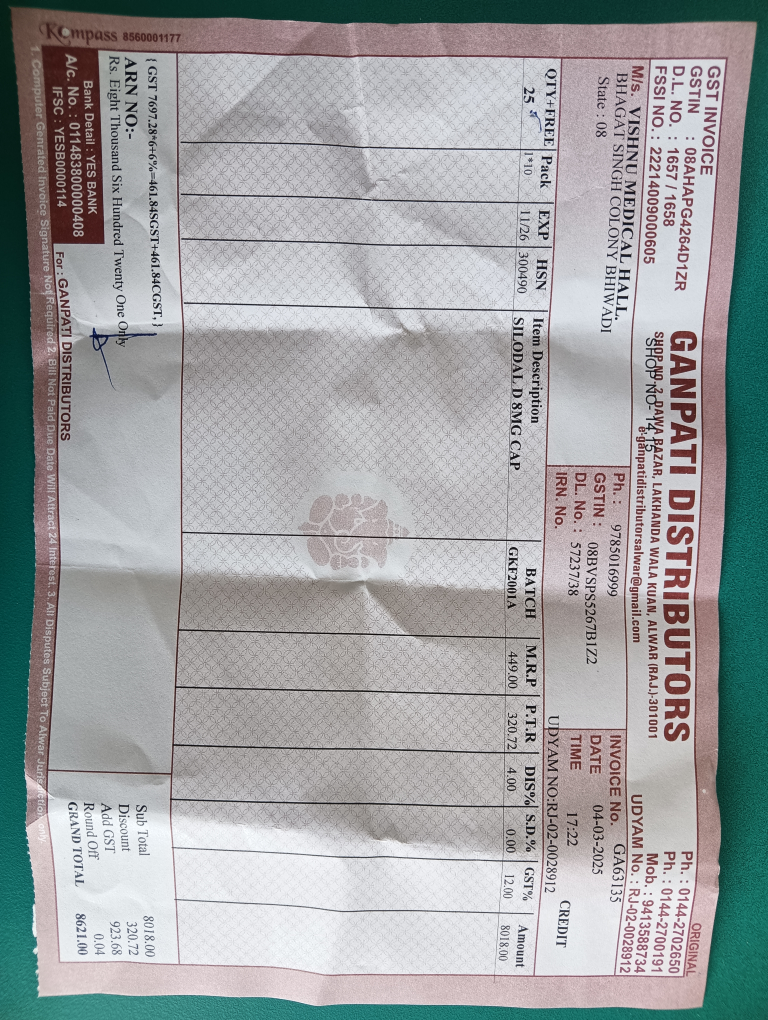 GST INVOICE
GSTIN : 08AHAPG4264D1ZR
D.L. NO. : 1657 / 1658
FSSI NO. : 22214009000605
GANPATI DISTRIBUTORS
SHOP NO. 2, DAWA BAZAR, LAKHANDA WALA KUAN, ALWAR (RAJ.)-301001
SHOP NO-14,15
e-ganpatidistributorsalwar@gmail.com
ORIGINAL
Ph. : 0144-2702650
Ph. : 0144-2700191
Mob. : 9413588734
UDYAM No. : RJ-02-0028912
M/s. VISHNU MEDICAL HALL.
BHAGAT SINGH COLONY BHIWADI
State : 08
Ph. : 9785016999
GSTIN : 08BVSPS5267B1Z2
DL. No. : 57237/38
IRN. No.
INVOICE No. GA63135
DATE 04-03-2025
TIME 17:22
CREDIT
UDYAM NO:RJ-02-0028912
QTY+FREE Pack EXP HSN Item Description BATCH M.R.P P.T.R DIS% S.D.% GST% Amount
25 1*10 11/26 300490 SILODAL D 8MG CAP GKF2001A 449.00 320.72 4.00 0.00 12.00 8018.00
{ GST 7697.28*6+6%=461.84SGST+461.84CGST, }
ARN NO:-
Rs. Eight Thousand Six Hundred Twenty One Only
Sub Total 8018.00
Discount 320.72
Add GST 923.68
Round Off 0.04
GRAND TOTAL 8621.00
Bank Detail : YES BANK
A/c. No. : 011483800000408
IFSC : YESB0000114
For : GANPATI DISTRIBUTORS
1. Computer Genrated Invoice Signature Not Required 2. Bill Not Paid Due Date Will Attract 24 Interest. 3. All Disputes Subject To Alwar Jurisdiction only
Kompass 8560001177